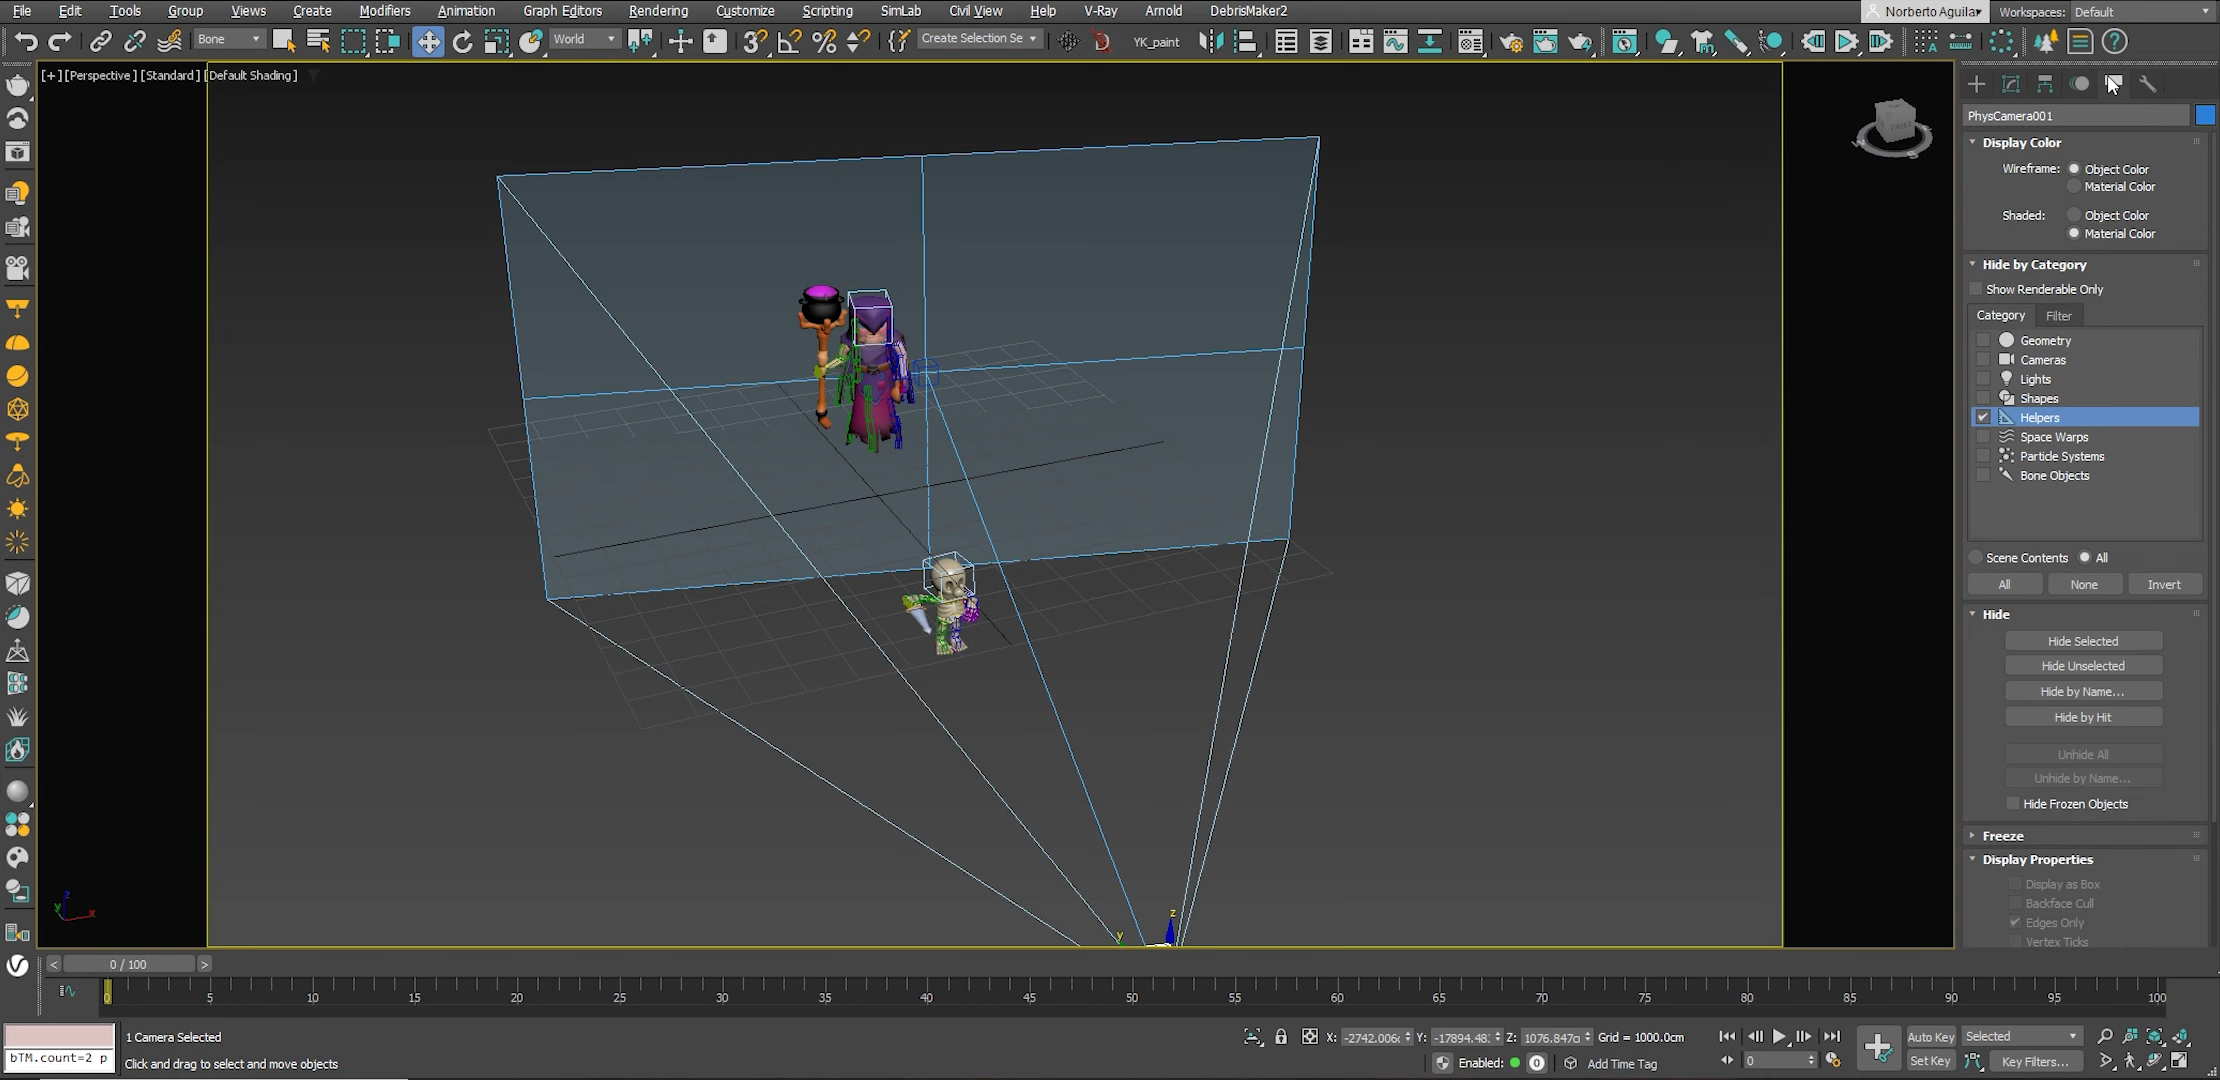 File Edit Tools Group Views Create Modifiers Animation Graph Editors Rendering Customize Scripting SimLab Civil View Help V-Ray Arnold DebrisMaker2 Norberto Aguilar Workspaces: Default
Bone World Create Selection Se YK_paint
[+] [Perspective] [Standard] [Default Shading]
PhysCamera001
Display Color
Wireframe: Object Color
Material Color
Shaded: Object Color
Material Color
Hide by Category
Show Renderable Only
Category Filter
Geometry
Cameras
Lights
Shapes
Helpers
Space Warps
Particle Systems
Bone Objects
Scene Contents All
All None Invert
Hide
Hide Selected
Hide Unselected
Hide by Name...
Hide by Hit
Unhide All
Unhide by Name...
Hide Frozen Objects
Freeze
Display Properties
Display as Box
Backface Cull
Edges Only
Vertex Ticks
z
y
z
y x
< 0 / 100 >
0 5 10 15 20 25 30 35 40 45 50 55 60 65 70 75 80 85 90 95 100
1 Camera Selected X: -2742.006c Y: -17894.48 Z: 1076.847c Grid = 1000.0cm Auto Key Selected
bTM.count=2 p Click and drag to select and move objects Enabled: 0 Add Time Tag 0 Set Key Key Filters...